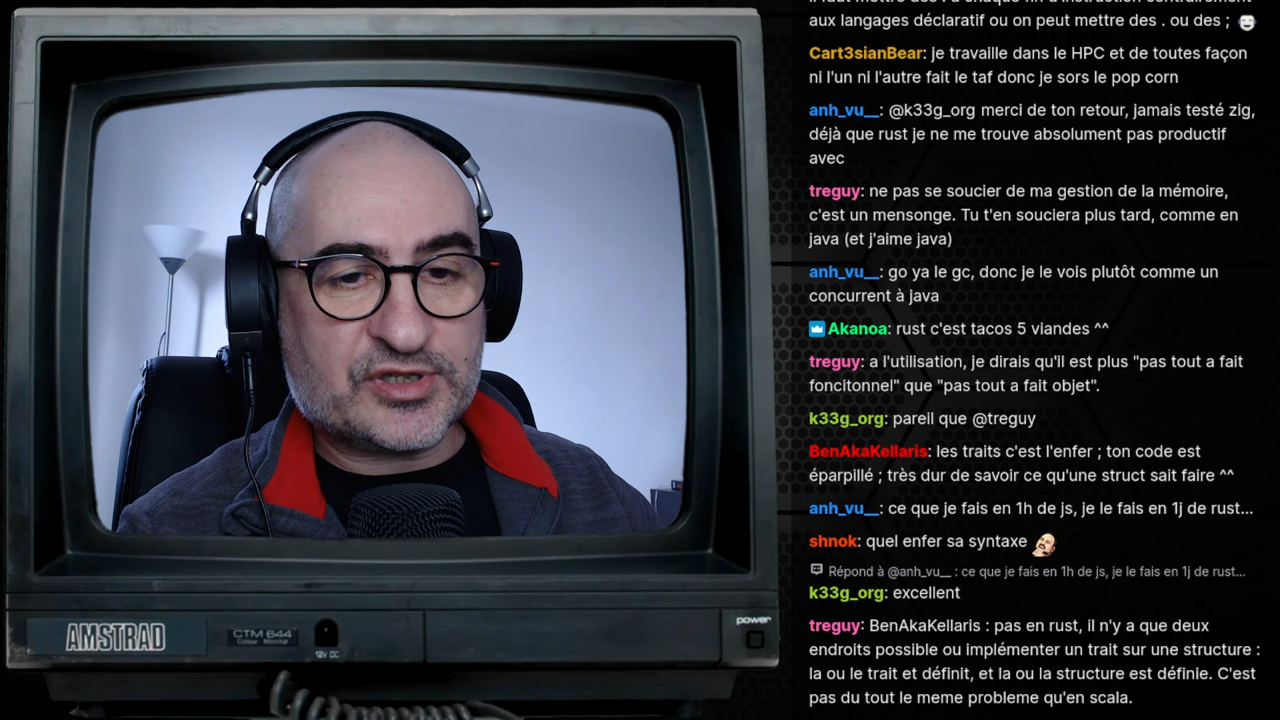 aux langages déclaratif ou on peut mettre des . ou des ;
Cart3sianBear: je travaille dans le HPC et de toutes façon
ni l'un ni l'autre fait le taf donc je sors le pop corn
anh_vu__: @k33g_org merci de ton retour, jamais testé zig,
déjà que rust je ne me trouve absolument pas productif
avec
treguy: ne pas se soucier de ma gestion de la mémoire,
c'est un mensonge. Tu t'en souciera plus tard, comme en
java (et j'aime java)
anh_vu__: go ya le gc, donc je le vois plutôt comme un
concurrent à java
Akanoa: rust c'est tacos 5 viandes ^^
treguy: a l'utilisation, je dirais qu'il est plus "pas tout a fait
foncitonnel" que "pas tout a fait objet".
k33g_org: pareil que @treguy
BenAkaKellaris: les traits c'est l'enfer ; ton code est
éparpillé ; très dur de savoir ce qu'une struct sait faire ^^
anh_vu__: ce que je fais en 1h de js, je le fais en 1j de rust...
shnok: quel enfer sa syntaxe
Répond à @anh_vu__ : ce que je fais en 1h de js, je le fais en 1j de rust...
k33g_org: excellent
treguy: BenAkaKellaris : pas en rust, il n'y a que deux
endroits possible ou implémenter un trait sur une structure :
la ou le trait et définit, et la ou la structure est définie. C'est
pas du tout le meme probleme qu'en scala.
AMSTRAD
CTM 644
Colour Monitor
12V DC
power